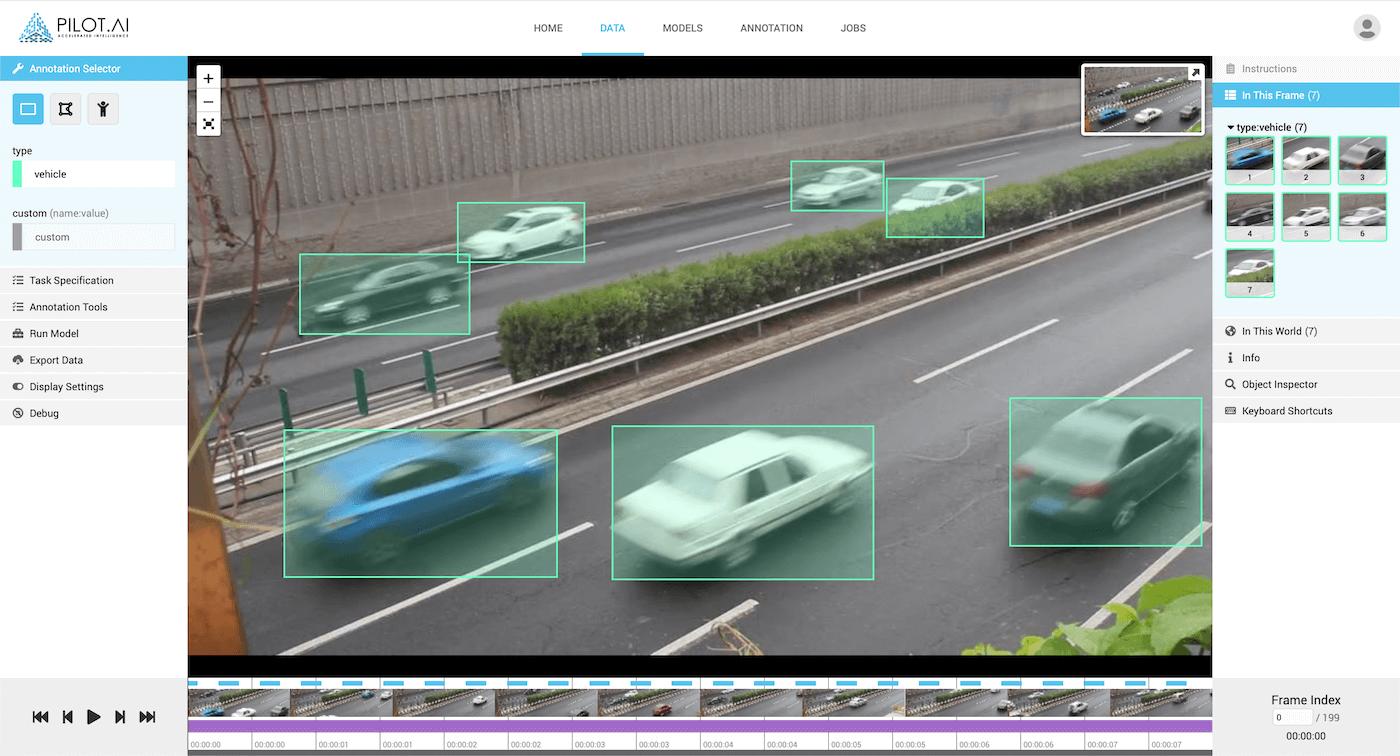 PILOT.AI
ACCELERATED INTELLIGENCE
HOME
DATA
MODELS
ANNOTATION
JOBS
Annotation Selector
type
vehicle
custom (name:value)
custom
Task Specification
Annotation Tools
Run Model
Export Data
Display Settings
Debug
+
−
Instructions
In This Frame (7)
type:vehicle (7)
1
2
3
4
5
6
7
In This World (7)
Info
Object Inspector
Keyboard Shortcuts
00:00:00
00:00:00
00:00:01
00:00:01
00:00:02
00:00:02
00:00:03
00:00:03
00:00:04
00:00:04
00:00:05
00:00:05
00:00:06
00:00:06
00:00:07
00:00:07
Frame Index
0 / 199
00:00:00